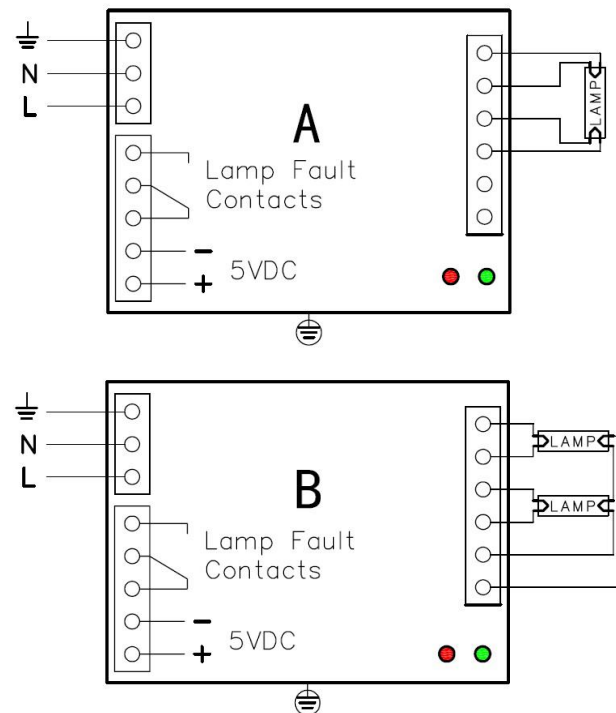 N
L
A
Lamp Fault
Contacts
−
+ 5VDC
LAMP
N
L
B
Lamp Fault
Contacts
−
+ 5VDC
LAMP
LAMP